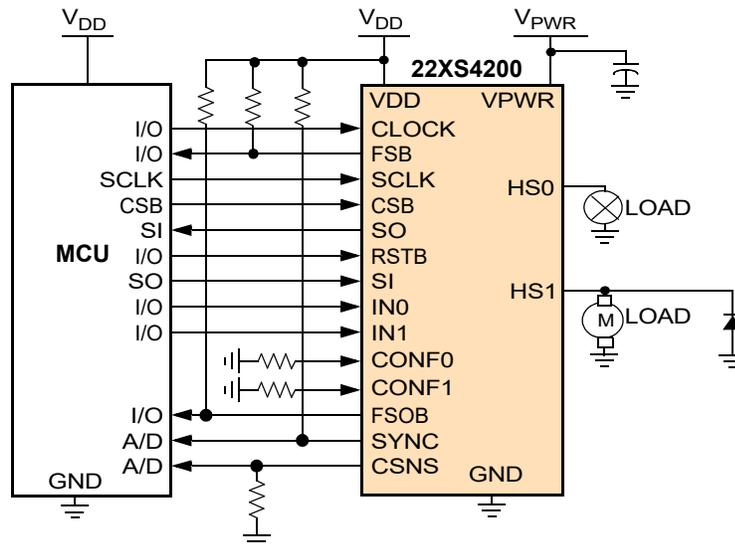 VDD
VDD
VPWR
22XS4200
VDD
VPWR
I/O
CLOCK
I/O
FSB
SCLK
SCLK
HS0
CSB
CSB
LOAD
SI
SO
MCU
I/O
RSTB
SO
SI
HS1
I/O
IN0
M
LOAD
I/O
IN1
CONF0
CONF1
I/O
FSOB
A/D
SYNC
A/D
CSNS
GND
GND